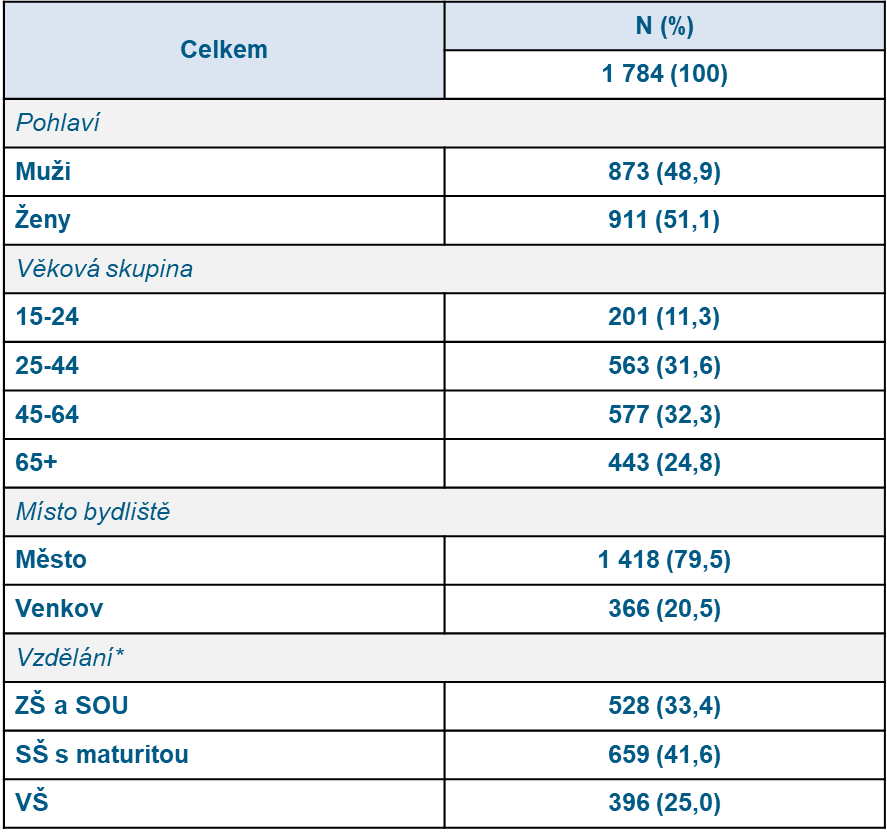 Celkem
N (%)
1 784 (100)
Pohlaví
Muži 873 (48,9)
Ženy 911 (51,1)
Věková skupina
15-24 201 (11,3)
25-44 563 (31,6)
45-64 577 (32,3)
65+ 443 (24,8)
Místo bydliště
Město 1 418 (79,5)
Venkov 366 (20,5)
Vzdělání*
ZŠ a SOU 528 (33,4)
SŠ s maturitou 659 (41,6)
VŠ 396 (25,0)